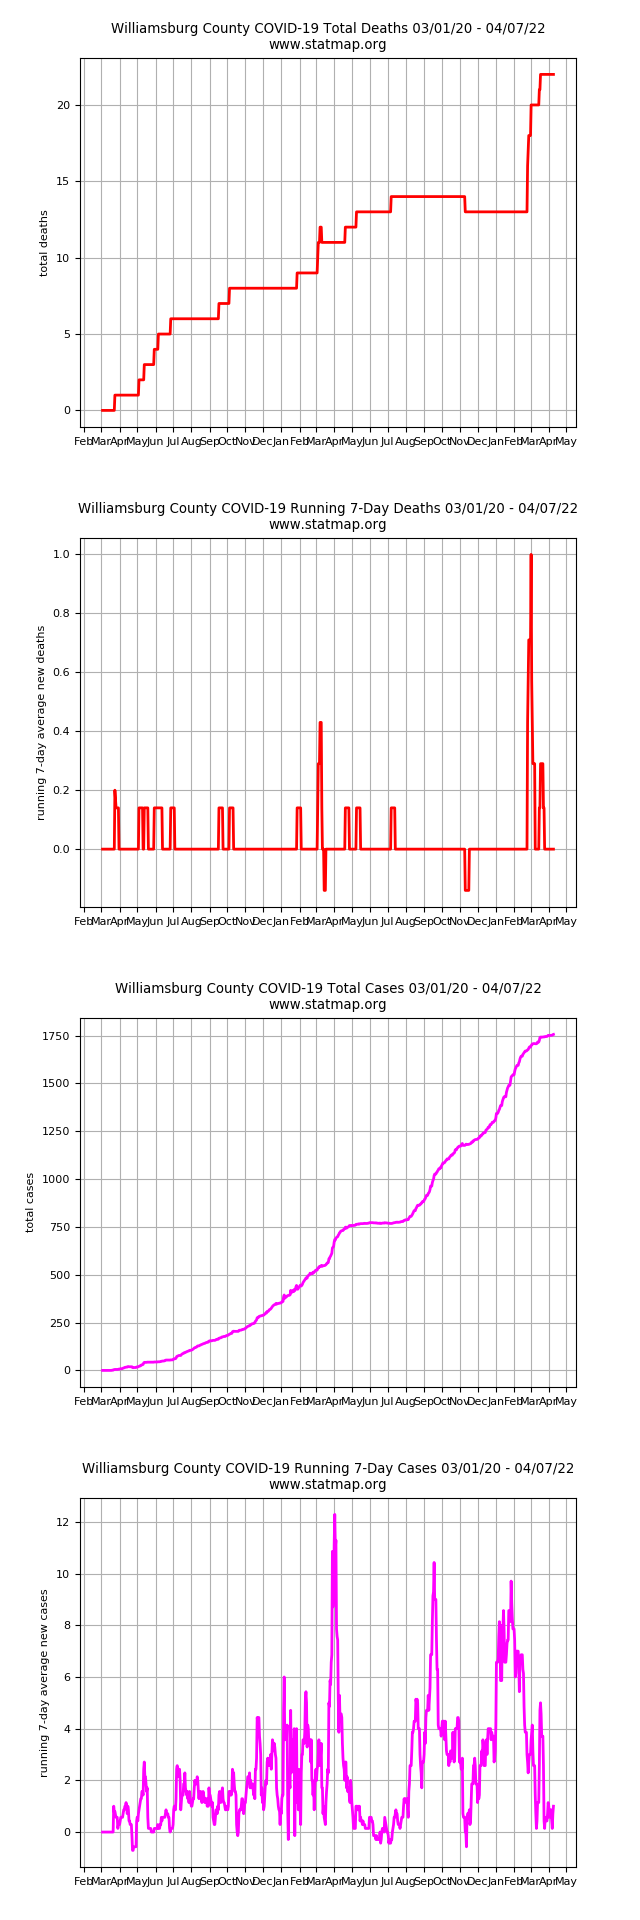 Williamsburg County COVID-19 Total Deaths 03/01/20 - 04/07/22
www.statmap.org
20
15
10
5
0
total deaths
Feb Mar Apr May Jun Jul Aug Sep Oct Nov Dec Jan Feb Mar Apr May Jun Jul Aug Sep Oct Nov Dec Jan Feb Mar Apr May
Williamsburg County COVID-19 Running 7-Day Deaths 03/01/20 - 04/07/22
www.statmap.org
1.0
0.8
0.6
0.4
0.2
0.0
running 7-day average new deaths
Feb Mar Apr May Jun Jul Aug Sep Oct Nov Dec Jan Feb Mar Apr May Jun Jul Aug Sep Oct Nov Dec Jan Feb Mar Apr May
Williamsburg County COVID-19 Total Cases 03/01/20 - 04/07/22
www.statmap.org
1750
1500
1250
1000
750
500
250
0
total cases
Feb Mar Apr May Jun Jul Aug Sep Oct Nov Dec Jan Feb Mar Apr May Jun Jul Aug Sep Oct Nov Dec Jan Feb Mar Apr May
Williamsburg County COVID-19 Running 7-Day Cases 03/01/20 - 04/07/22
www.statmap.org
12
10
8
6
4
2
0
running 7-day average new cases
Feb Mar Apr May Jun Jul Aug Sep Oct Nov Dec Jan Feb Mar Apr May Jun Jul Aug Sep Oct Nov Dec Jan Feb Mar Apr May